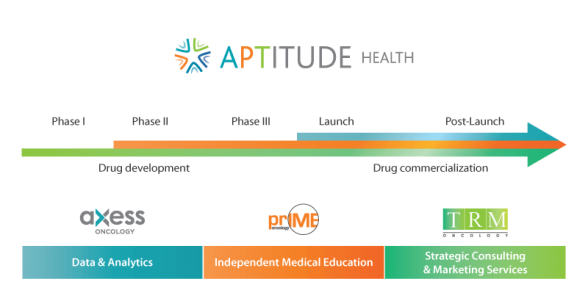 APTITUDE HEALTH
Phase I Phase II Phase III Launch Post-Launch
Drug development Drug commercialization
axess
ONCOLOGY
prIME
oncology
TRM
ONCOLOGY
Data & Analytics
Independent Medical Education
Strategic Consulting
& Marketing Services